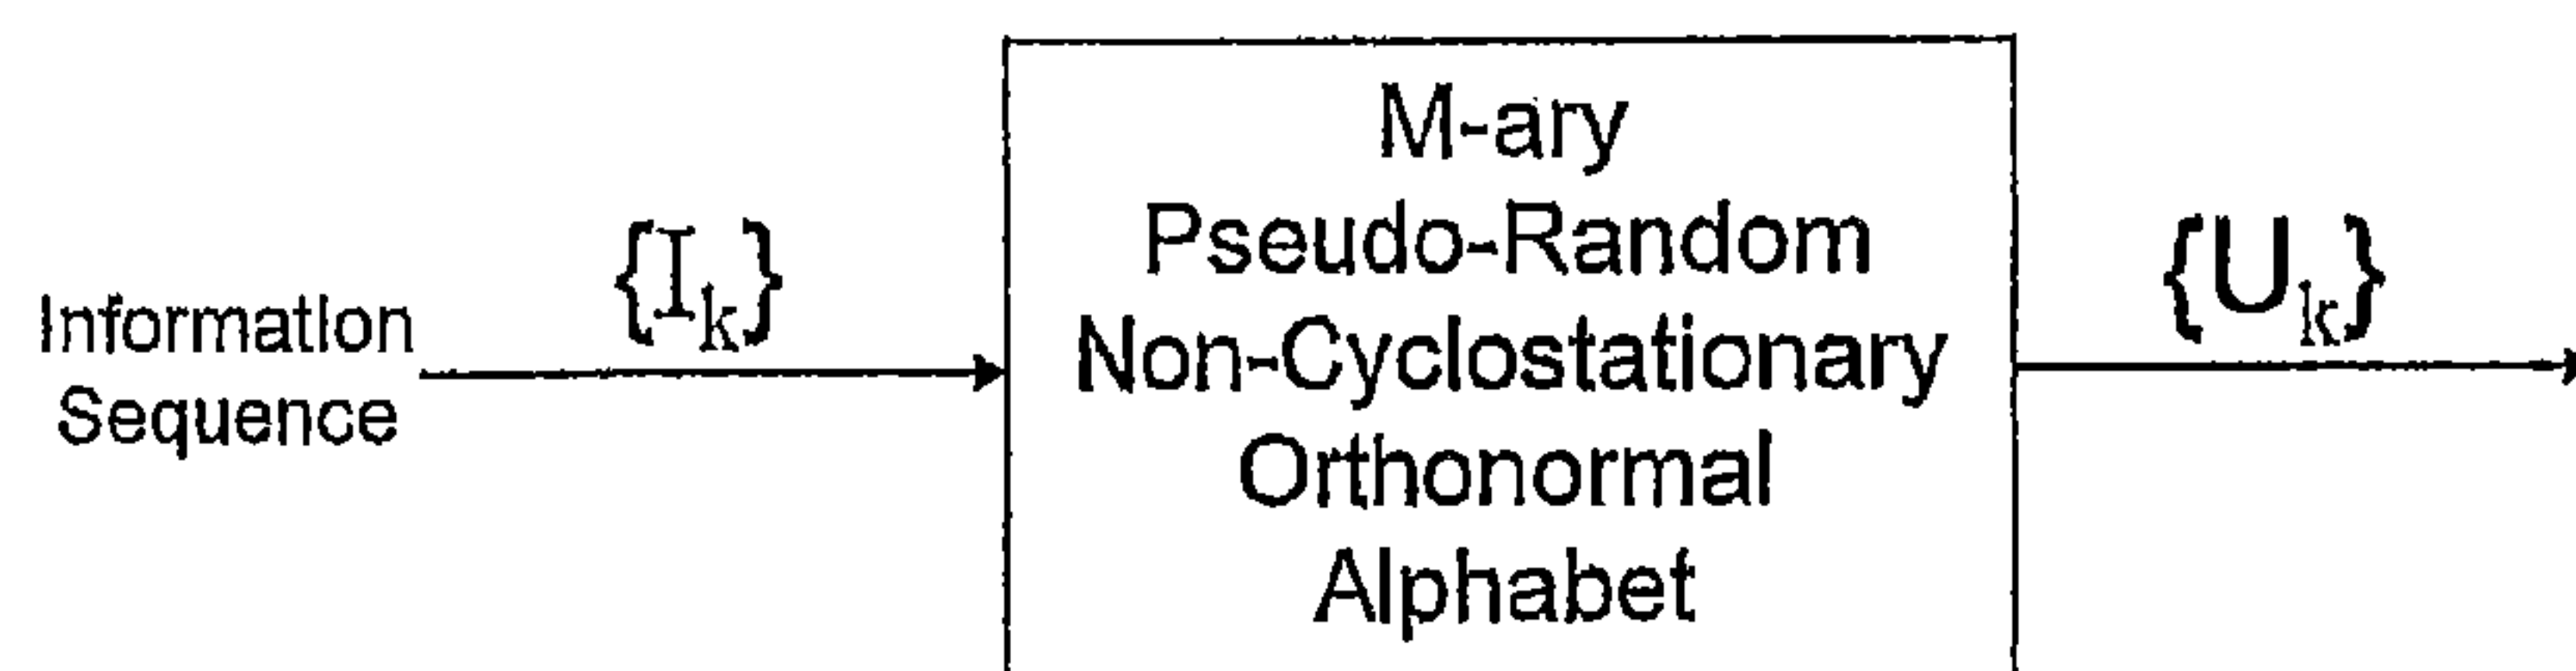 Information
Sequence
{I_k}
M-ary
Pseudo-Random
Non-Cyclostationary
Orthonormal
Alphabet
{U_k}